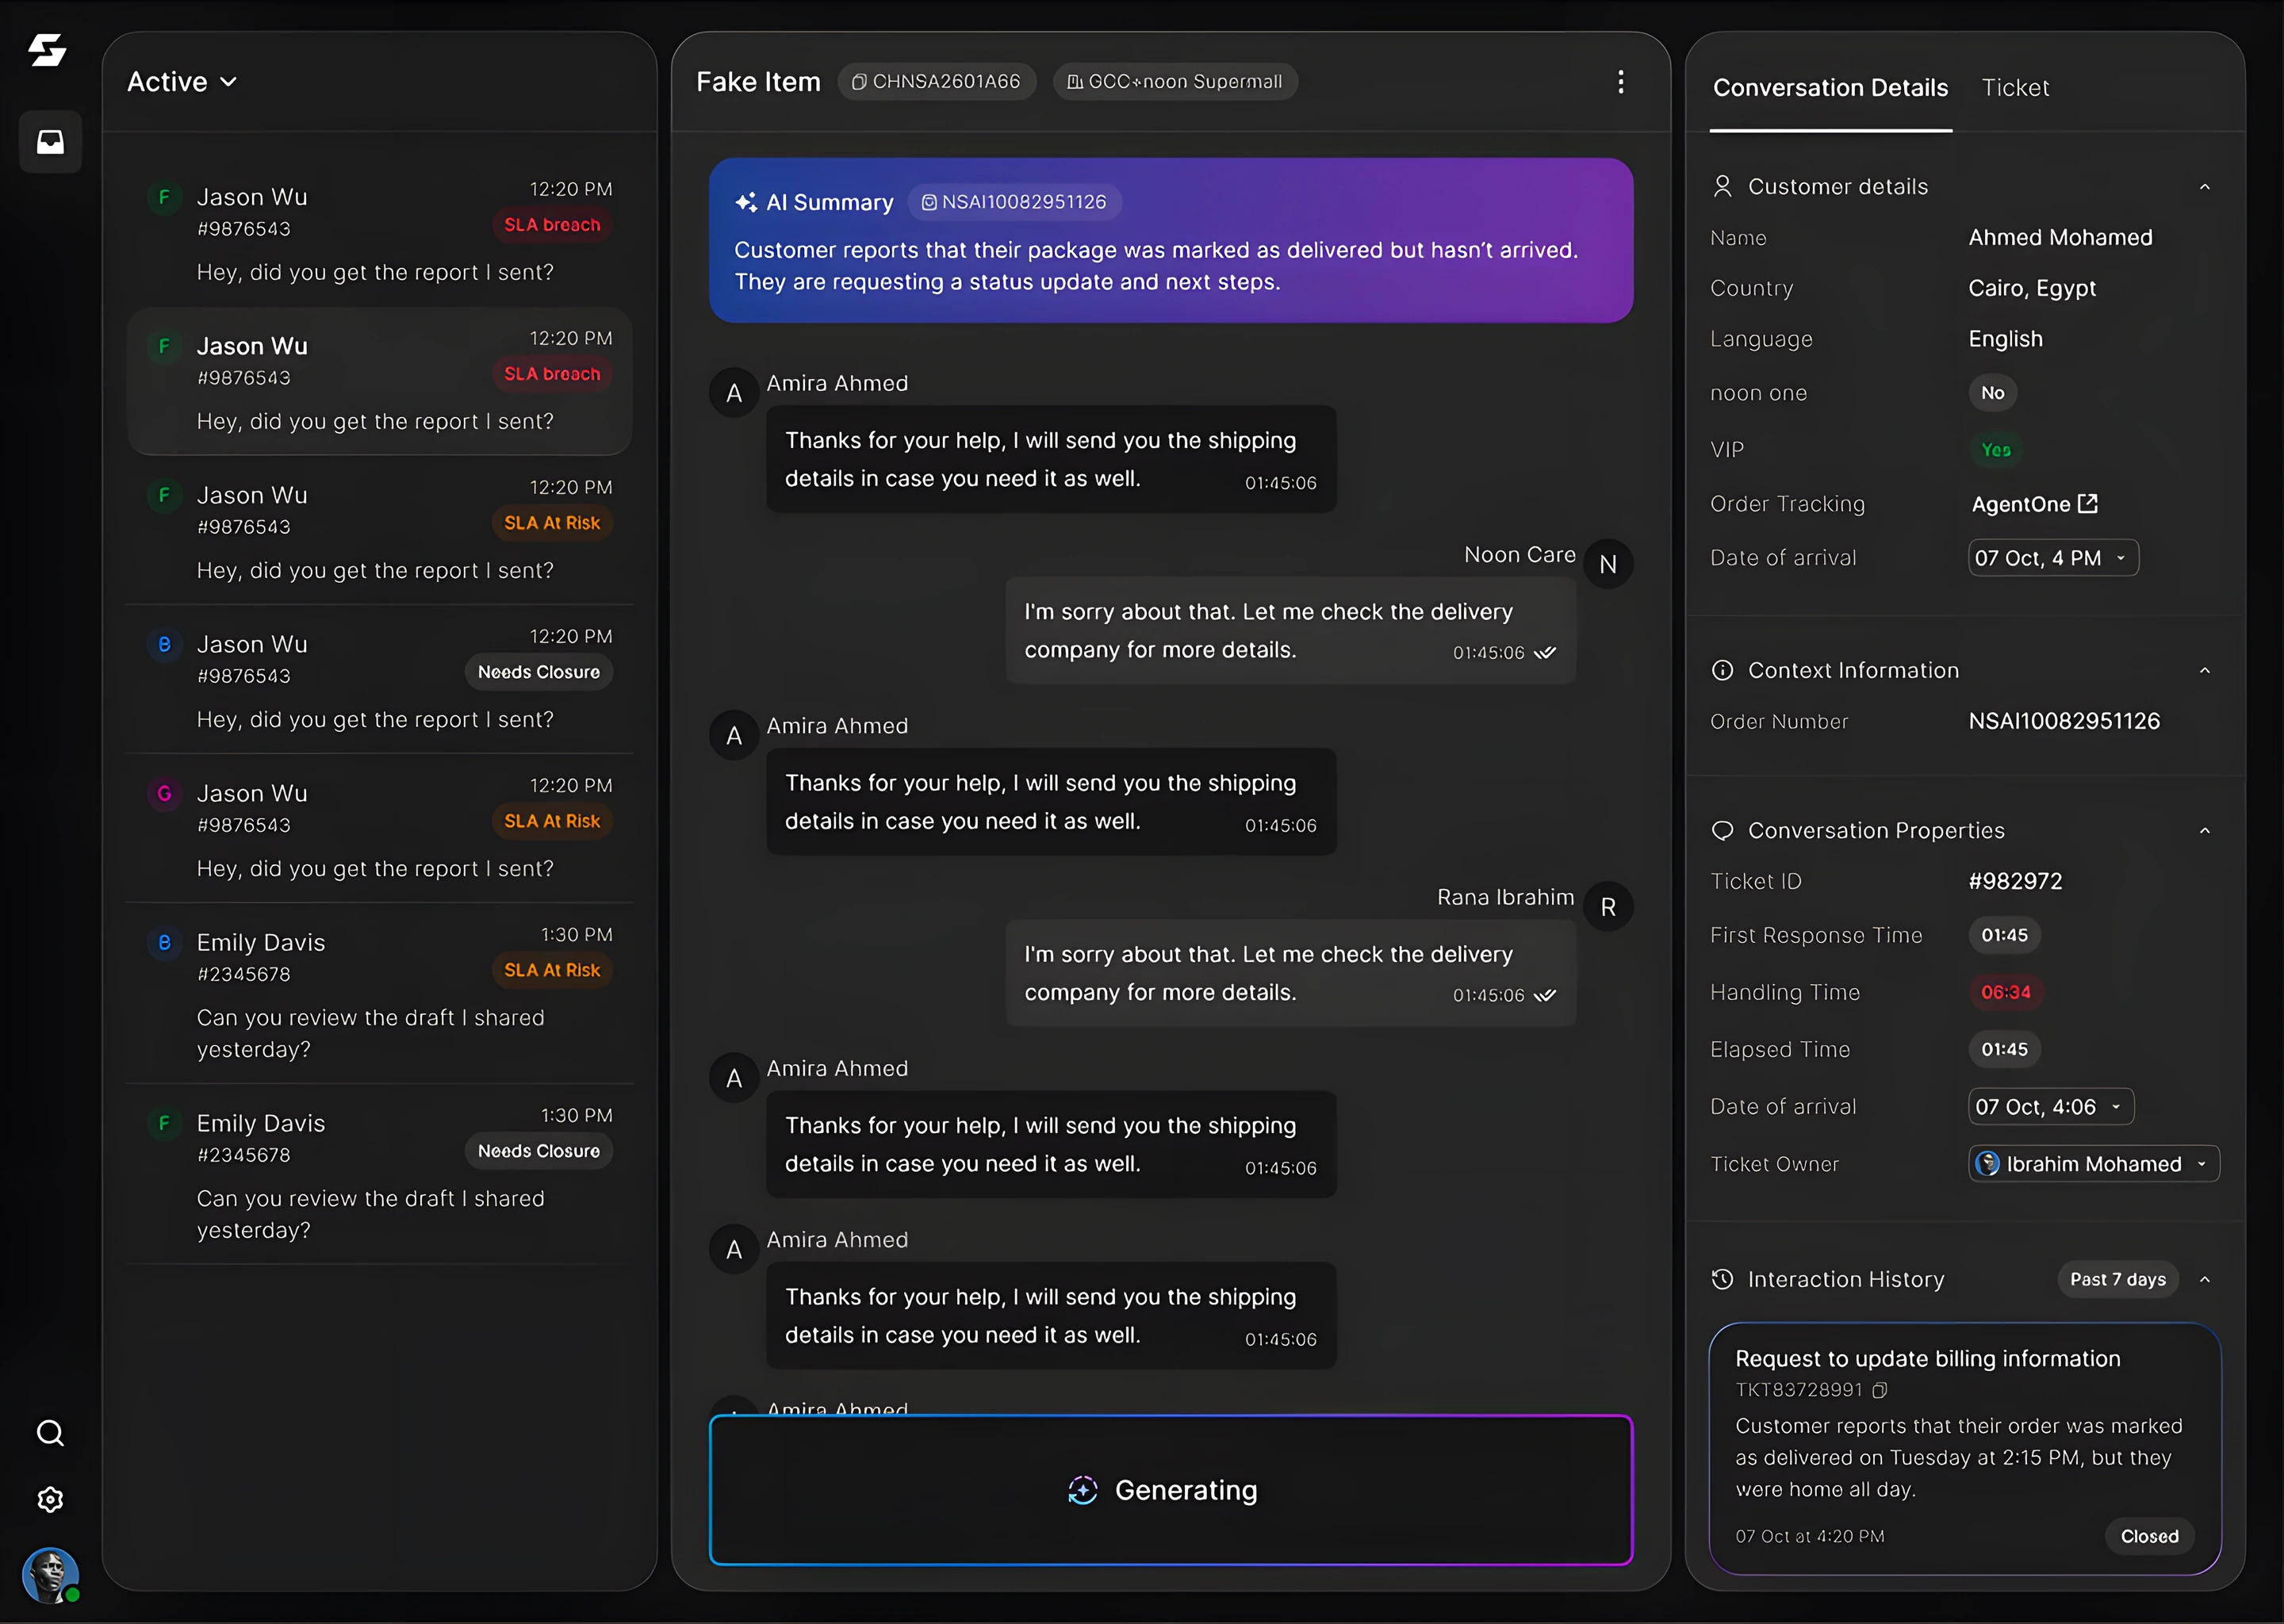 Active
F
Jason Wu
12:20 PM
#9876543
SLA breach
Hey, did you get the report I sent?
F
Jason Wu
12:20 PM
#9876543
SLA breach
Hey, did you get the report I sent?
F
Jason Wu
12:20 PM
#9876543
SLA At Risk
Hey, did you get the report I sent?
B
Jason Wu
12:20 PM
#9876543
Needs Closure
Hey, did you get the report I sent?
G
Jason Wu
12:20 PM
#9876543
SLA At Risk
Hey, did you get the report I sent?
B
Emily Davis
1:30 PM
#2345678
SLA At Risk
Can you review the draft I shared
yesterday?
F
Emily Davis
1:30 PM
#2345678
Needs Closure
Can you review the draft I shared
yesterday?
Fake Item
CHNSA2601A66
GCC noon Supermall
AI Summary
NSAI10082951126
Customer reports that their package was marked as delivered but hasn’t arrived.
They are requesting a status update and next steps.
A
Amira Ahmed
Thanks for your help, I will send you the shipping
details in case you need it as well.
01:45:06
Noon Care
N
I'm sorry about that. Let me check the delivery
company for more details.
01:45:06
A
Amira Ahmed
Thanks for your help, I will send you the shipping
details in case you need it as well.
01:45:06
Rana Ibrahim
R
I'm sorry about that. Let me check the delivery
company for more details.
01:45:06
A
Amira Ahmed
Thanks for your help, I will send you the shipping
details in case you need it as well.
01:45:06
A
Amira Ahmed
Thanks for your help, I will send you the shipping
details in case you need it as well.
01:45:06
Amira Ahmed
Generating
Conversation Details
Ticket
Customer details
Name
Ahmed Mohamed
Country
Cairo, Egypt
Language
English
noon one
No
VIP
Yes
Order Tracking
AgentOne
Date of arrival
07 Oct, 4 PM
Context Information
Order Number
NSAI10082951126
Conversation Properties
Ticket ID
#982972
First Response Time
01:45
Handling Time
06:34
Elapsed Time
01:45
Date of arrival
07 Oct, 4:06
Ticket Owner
Ibrahim Mohamed
Interaction History
Past 7 days
Request to update billing information
TKT83728991
Customer reports that their order was marked
as delivered on Tuesday at 2:15 PM, but they
were home all day.
07 Oct at 4:20 PM
Closed